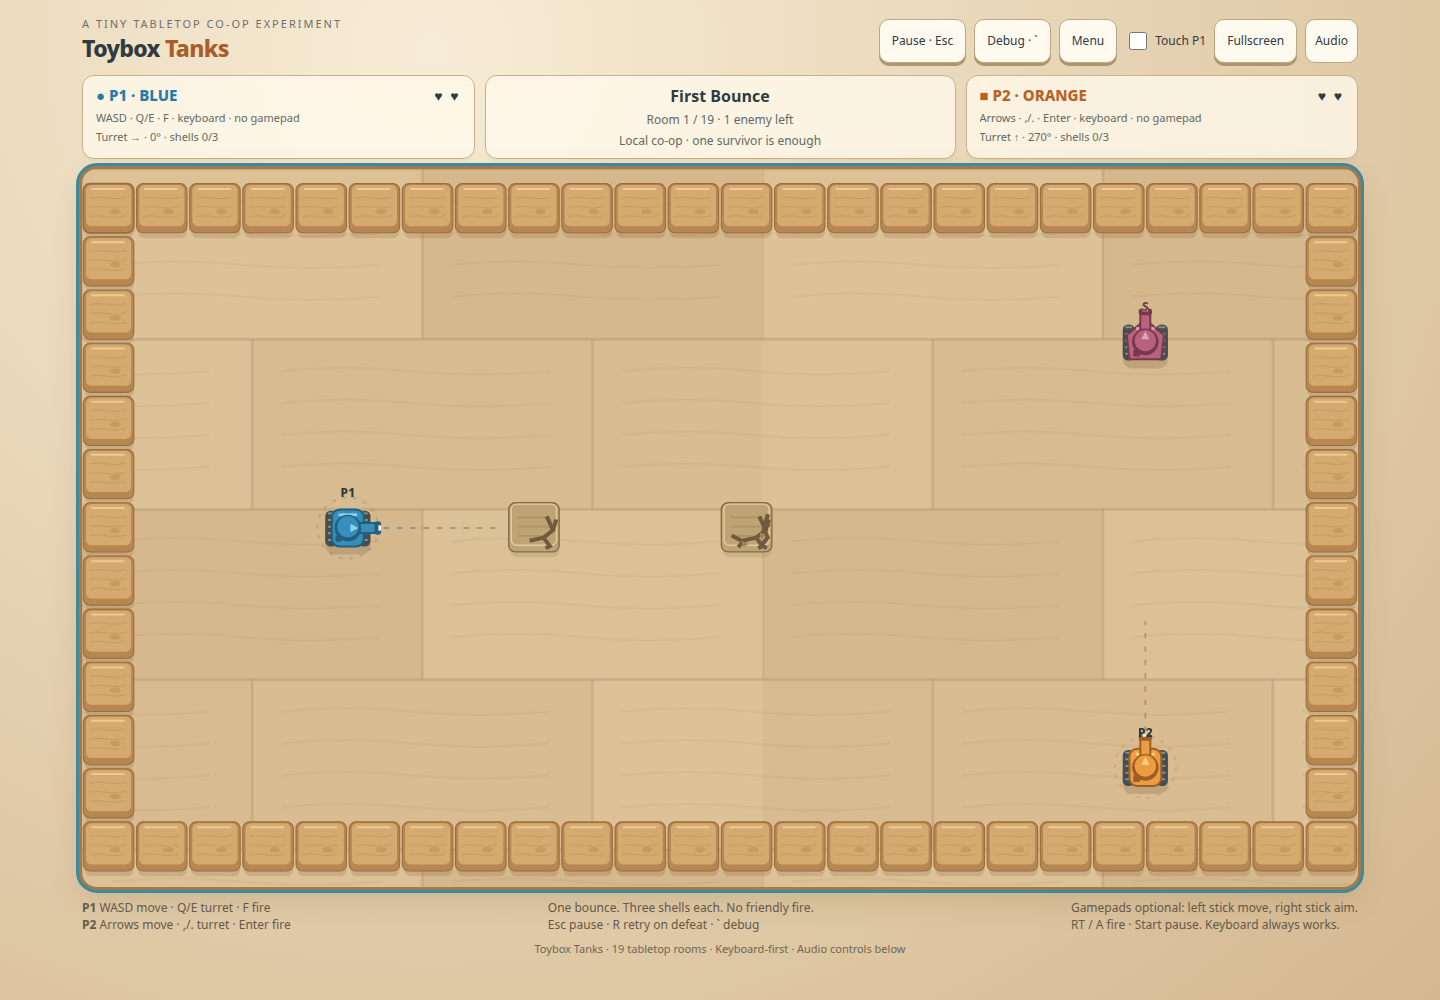 A TINY TABLETOP CO-OP EXPERIMENT
Toybox Tanks
Pause · Esc
Debug · `
Menu
Touch P1
Fullscreen
Audio
● P1 · BLUE ♥ ♥
WASD · Q/E · F · keyboard · no gamepad
Turret → · 0° · shells 0/3
First Bounce
Room 1 / 19 · 1 enemy left
Local co-op · one survivor is enough
■ P2 · ORANGE ♥ ♥
Arrows · ,/. · Enter · keyboard · no gamepad
Turret ↑ · 270° · shells 0/3
S
P1
P2
P1 WASD move · Q/E turret · F fire
P2 Arrows move · ,/. turret · Enter fire
One bounce. Three shells each. No friendly fire.
Esc pause · R retry on defeat · ` debug
Gamepads optional: left stick move, right stick aim.
RT / A fire · Start pause. Keyboard always works.
Toybox Tanks · 19 tabletop rooms · Keyboard-first · Audio controls below